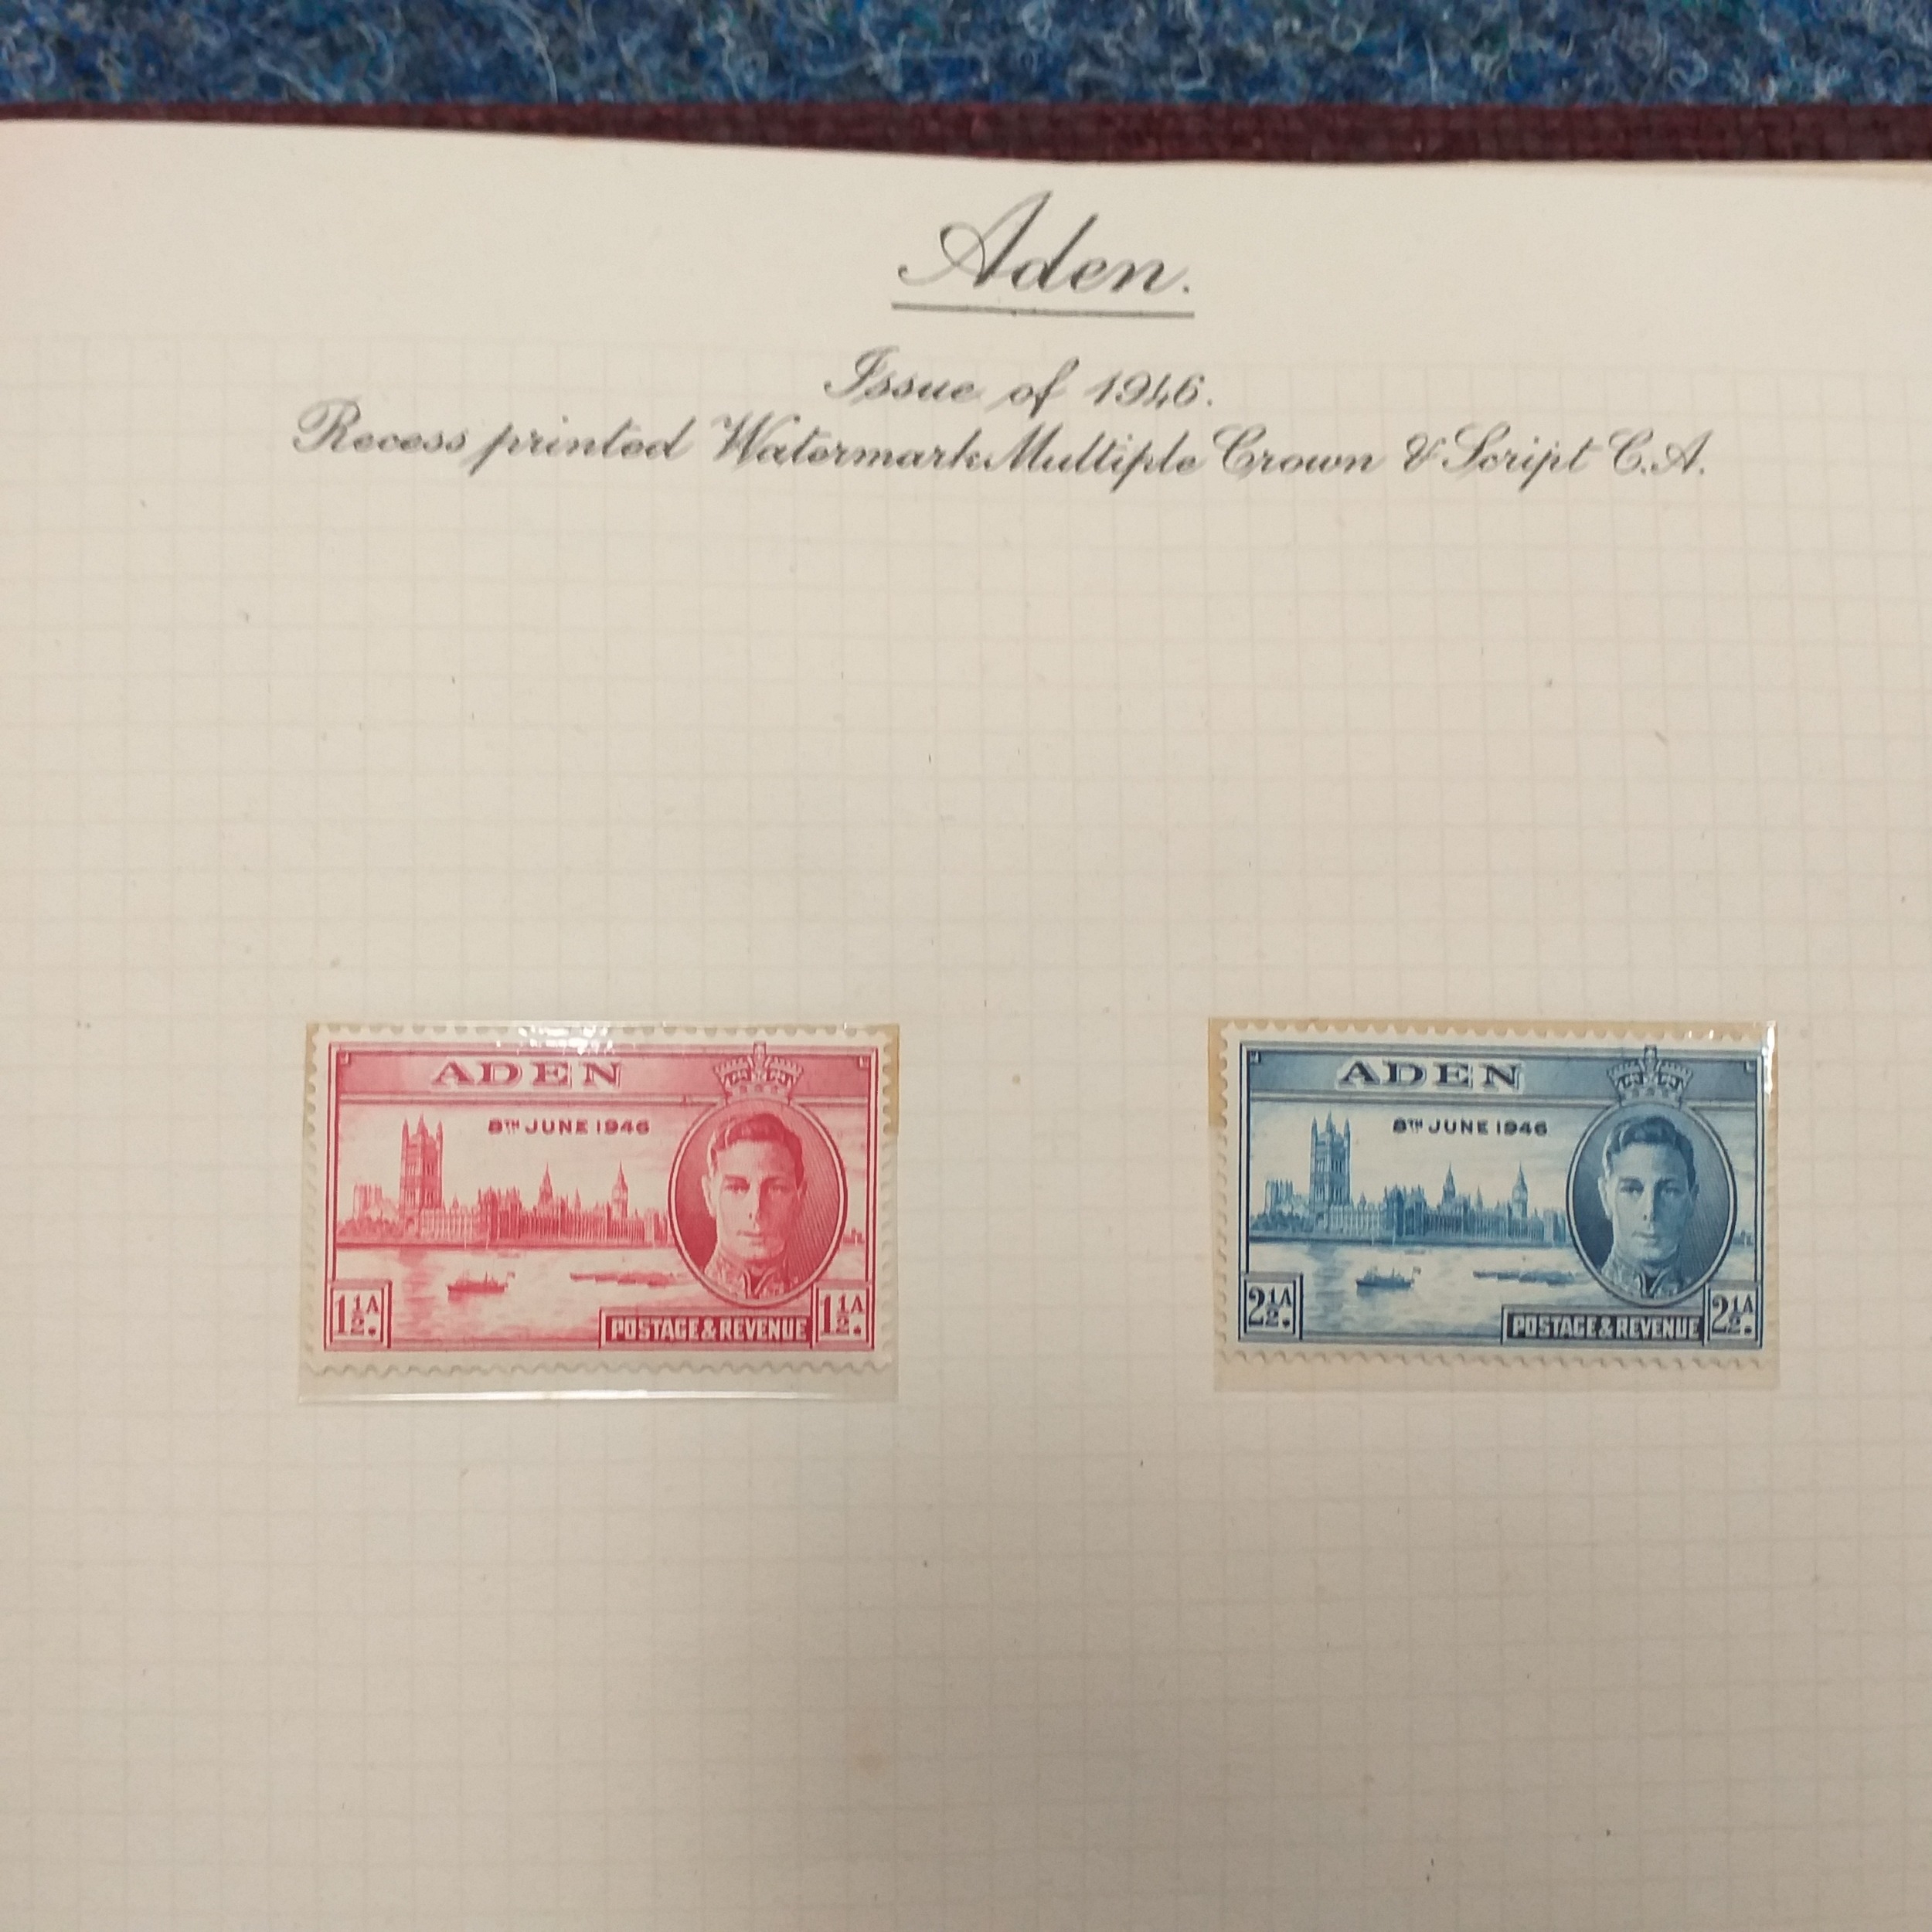 Aden.
Issue of 1946.
Recess printed Watermark Multiple Crown & Script C.A.
ADEN
8TH JUNE 1946
1½A.
POSTAGE & REVENUE
1½A.
ADEN
8TH JUNE 1946
2½A.
POSTAGE & REVENUE
2½A.